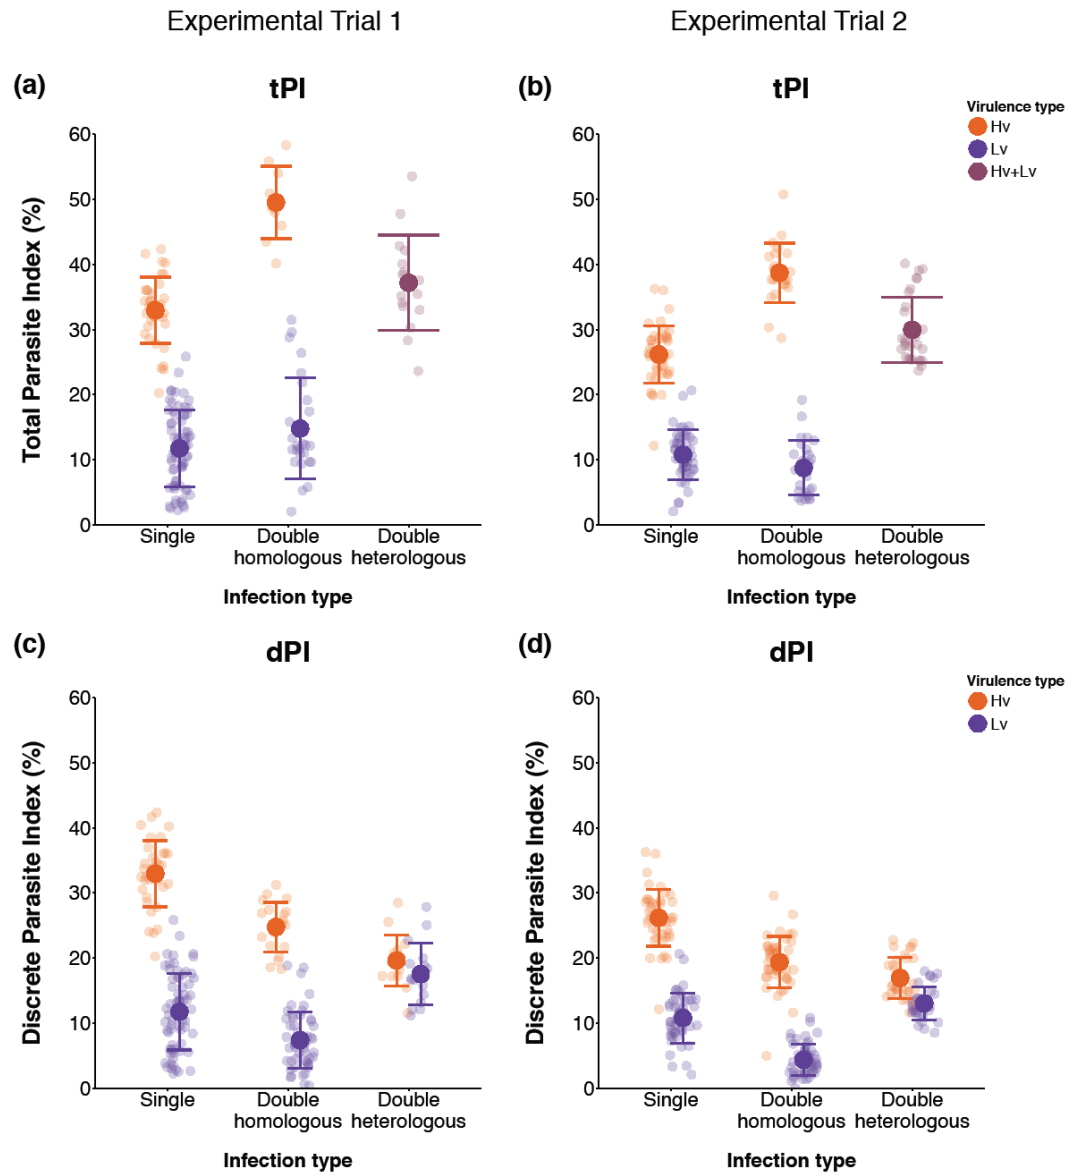 Experimental Trial 1
Experimental Trial 2
(a)
tPI
Total Parasite Index (%)
60
50
40
30
20
10
0
Single
Double
homologous
Double
heterologous
Infection type
(b)
tPI
Virulence type
Hv
Lv
Hv+Lv
60
50
40
30
20
10
0
Single
Double
homologous
Double
heterologous
Infection type
(c)
dPI
Discrete Parasite Index (%)
60
50
40
30
20
10
0
Single
Double
homologous
Double
heterologous
Infection type
(d)
dPI
Virulence type
Hv
Lv
Discrete Parasite Index (%)
60
50
40
30
20
10
0
Single
Double
homologous
Double
heterologous
Infection type